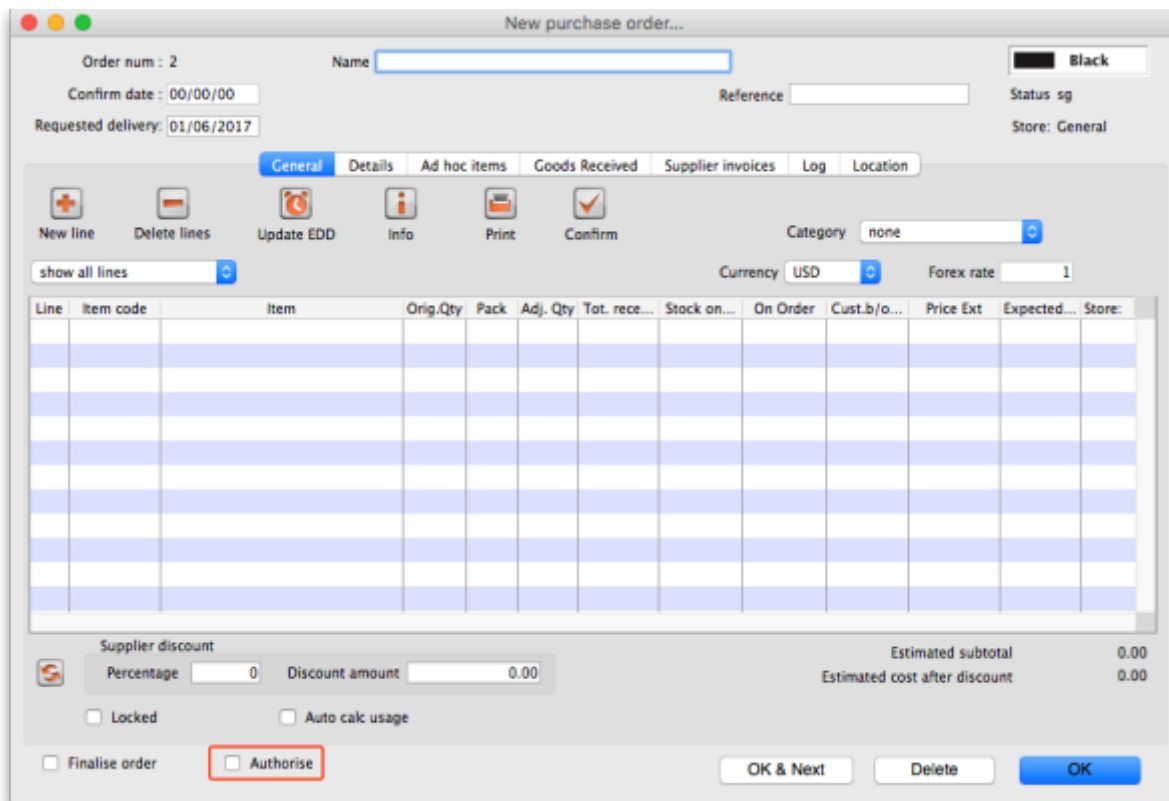 New purchase order...
Order num : 2
Name
Black
Confirm date : 00/00/00
Reference
Status sg
Requested delivery: 01/06/2017
Store: General
General Details Ad hoc items Goods Received Supplier invoices Log Location
New line Delete lines Update EDD Info Print Confirm
Category none
show all lines
Currency USD
Forex rate 1
Line Item code Item Orig.Qty Pack Adj. Qty Tot. rece... Stock on... On Order Cust.b/o... Price Ext Expected... Store:
Supplier discount
Percentage 0 Discount amount 0.00
Estimated subtotal 0.00
Estimated cost after discount 0.00
Locked Auto calc usage
Finalise order Authorise
OK & Next Delete OK